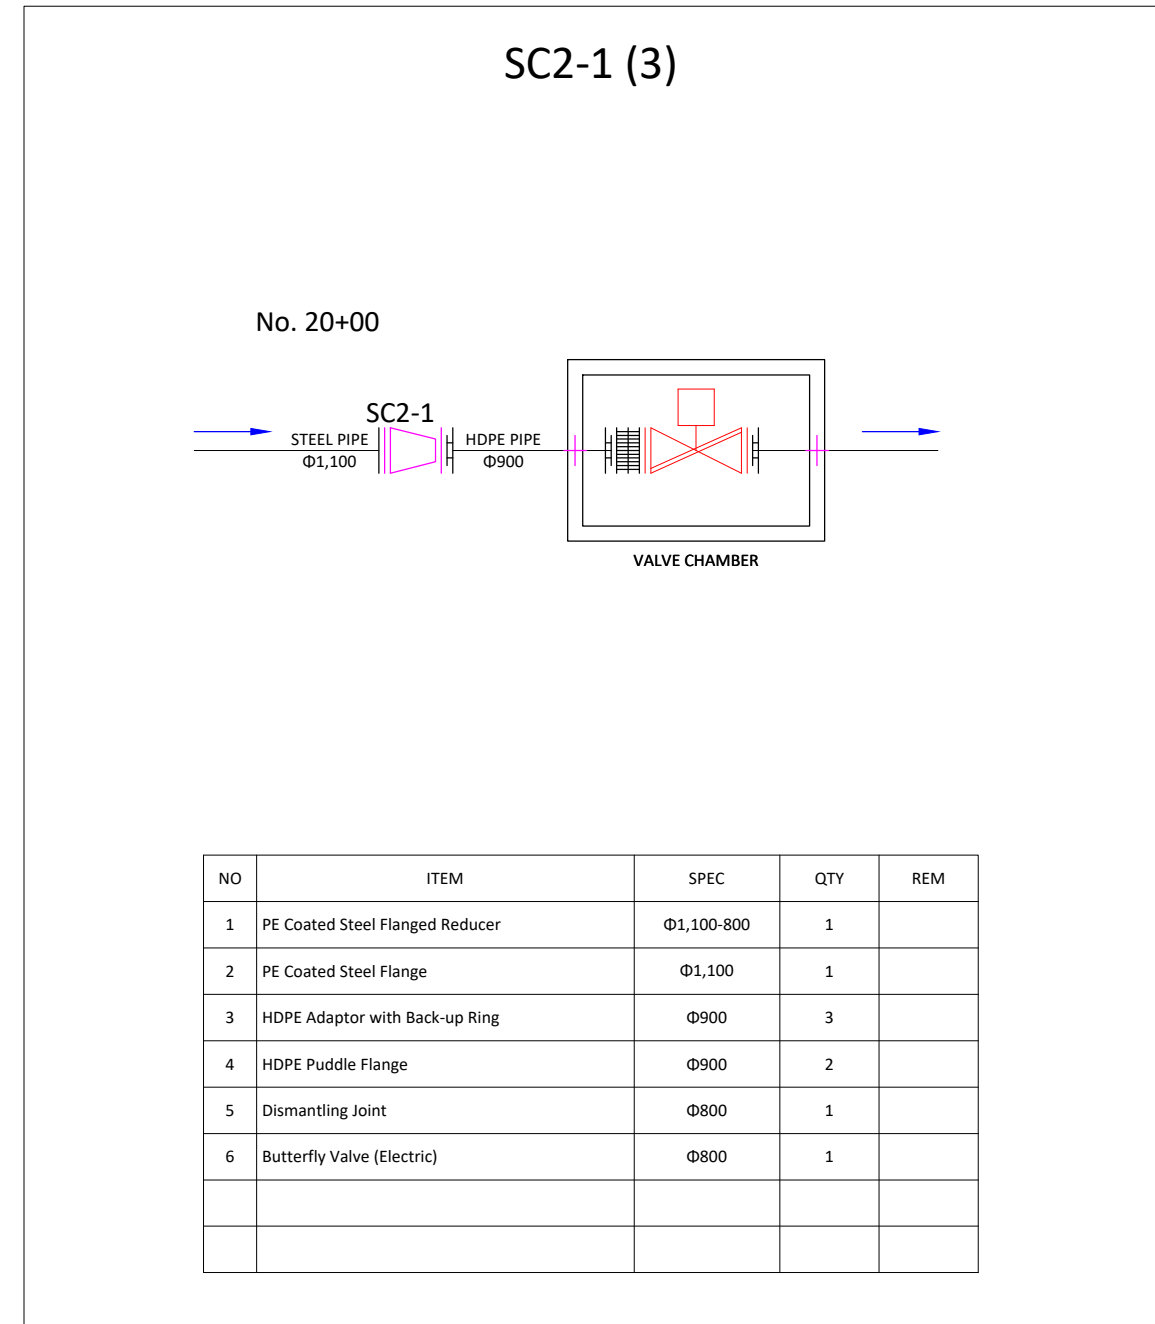 SC2-1 (3)
No. 20+00
SC2-1
STEEL PIPE
Φ1,100
HDPE PIPE
Φ900
VALVE CHAMBER
NO ITEM SPEC QTY REM
1 PE Coated Steel Flanged Reducer Φ1,100-800 1
2 PE Coated Steel Flange Φ1,100 1
3 HDPE Adaptor with Back-up Ring Φ900 3
4 HDPE Puddle Flange Φ900 2
5 Dismantling Joint Φ800 1
6 Butterfly Valve (Electric) Φ800 1